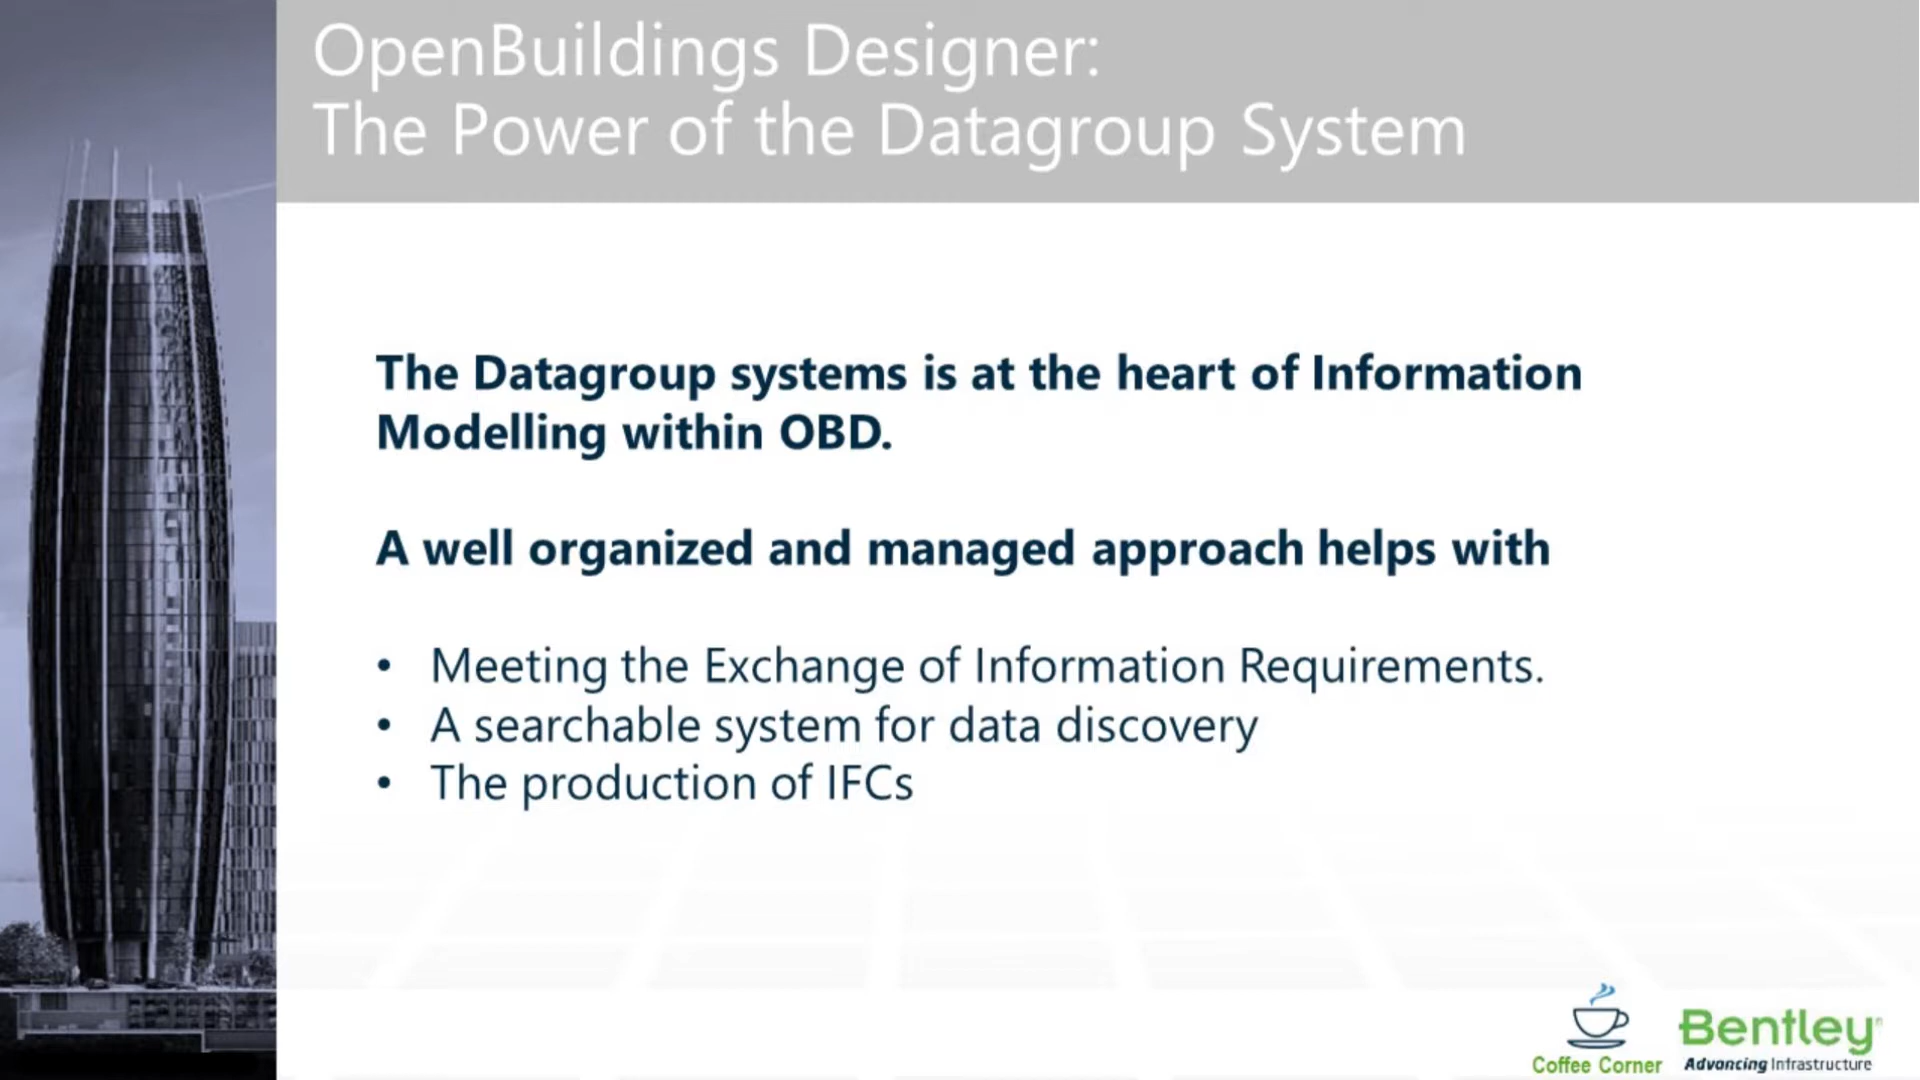 OpenBuildings Designer:
The Power of the Datagroup System
The Datagroup systems is at the heart of Information
Modelling within OBD.
A well organized and managed approach helps with
• Meeting the Exchange of Information Requirements.
• A searchable system for data discovery
• The production of IFCs
Coffee Corner
Bentley®
Advancing Infrastructure